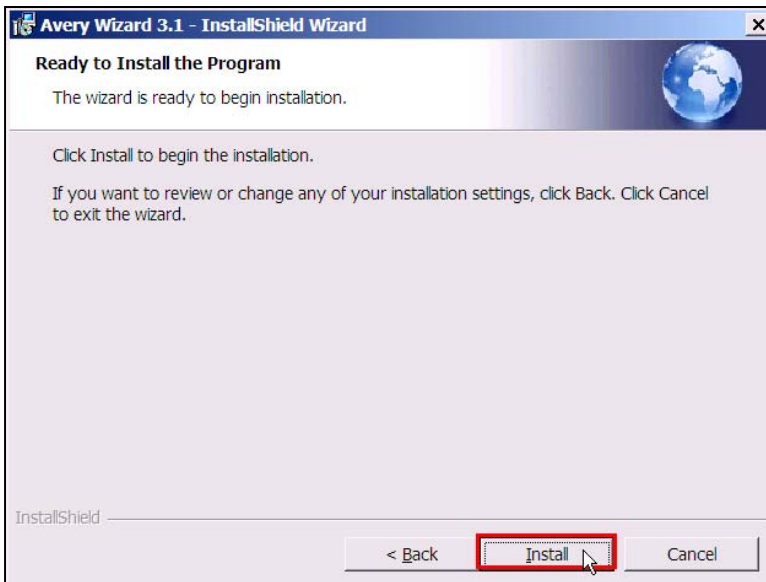 Avery Wizard 3.1 - InstallShield Wizard
Ready to Install the Program
The wizard is ready to begin installation.
Click Install to begin the installation.
If you want to review or change any of your installation settings, click Back. Click Cancel
to exit the wizard.
InstallShield
< Back Install Cancel